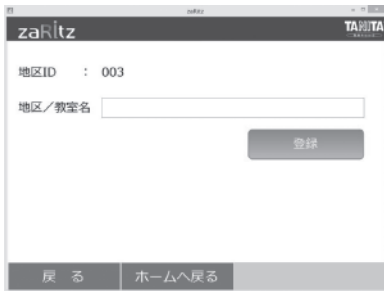 zaRitz
zaRitz
TANITA
地区ID : 003
地区／教室名
登録
戻 る
ホームへ戻る